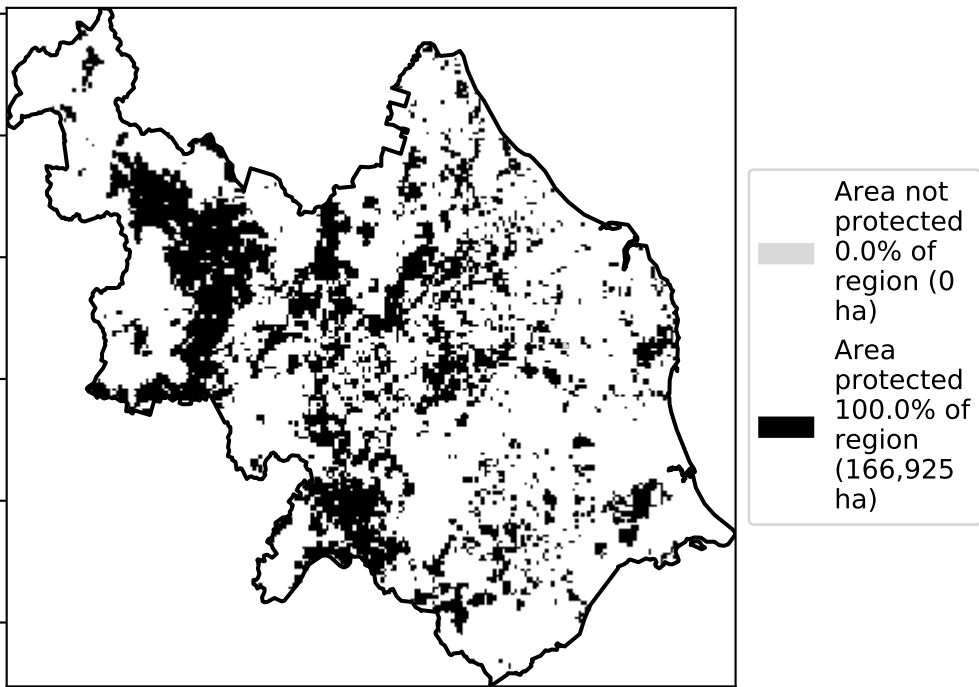 Area not
protected
0.0% of
region (0
ha)
Area
protected
100.0% of
region
(166,925
ha)